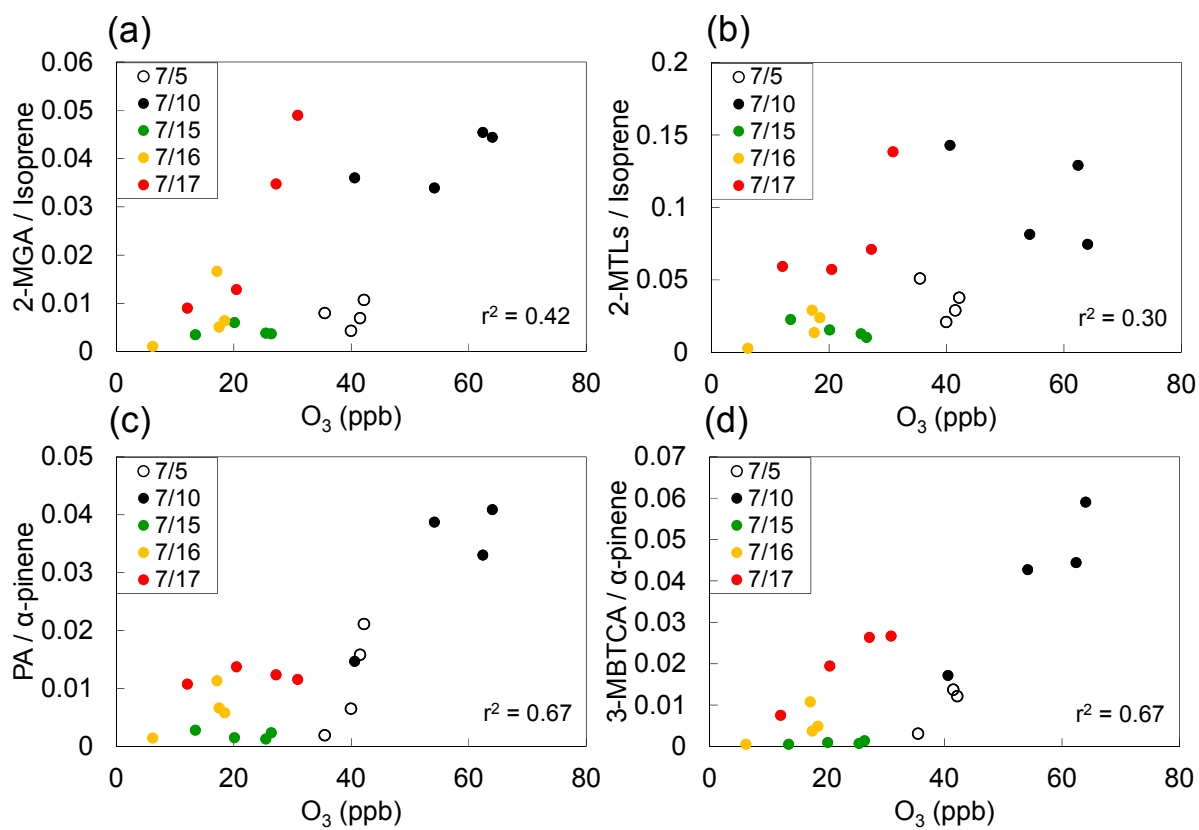 (a)
0.06
0.05
0.04
0.03
0.02
0.01
0
2-MGA / Isoprene
7/5
7/10
7/15
7/16
7/17
r² = 0.42
0 20 40 60 80
O₃ (ppb)
(b)
0.2
0.15
0.1
0.05
0
2-MTLs / Isoprene
7/5
7/10
7/15
7/16
7/17
r² = 0.30
0 20 40 60 80
O₃ (ppb)
(c)
0.05
0.04
0.03
0.02
0.01
0
PA / α-pinene
7/5
7/10
7/15
7/16
7/17
r² = 0.67
0 20 40 60 80
O₃ (ppb)
(d)
0.07
0.06
0.05
0.04
0.03
0.02
0.01
0
3-MBTCA / α-pinene
7/5
7/10
7/15
7/16
7/17
r² = 0.67
0 20 40 60 80
O₃ (ppb)